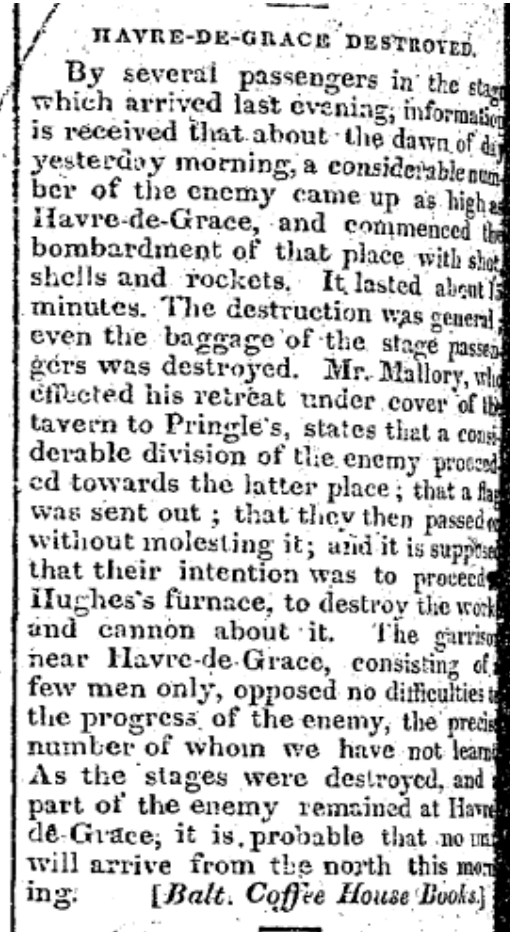 HAVRE-DE-GRACE DESTROYED.
By several passengers in the stage
which arrived last evening, information
is received that about the dawn of day
yesterday morning, a considerable num-
ber of the enemy came up as high as
Havre-de-Grace, and commenced the
bombardment of that place with shot,
shells and rockets. It lasted about 15
minutes. The destruction was general;
even the baggage of the stage passen-
gers was destroyed. Mr. Mallory, who
effected his retreat under cover of the
tavern to Pringle's, states that a consi-
derable division of the enemy proceed-
ed towards the latter place; that a flag
was sent out; that they then passed on
without molesting it; and it is supposed
that their intention was to proceed
Hughes's furnace, to destroy the works
and cannon about it. The garrison
near Havre-de-Grace, consisting of a
few men only, opposed no difficulties to
the progress of the enemy, the precise
number of whom we have not learnt
As the stages were destroyed, and a
part of the enemy remained at Havre
de-Grace, it is probable that no mail
will arrive from the north this morn
ing. [Balt. Coffee House Books.]